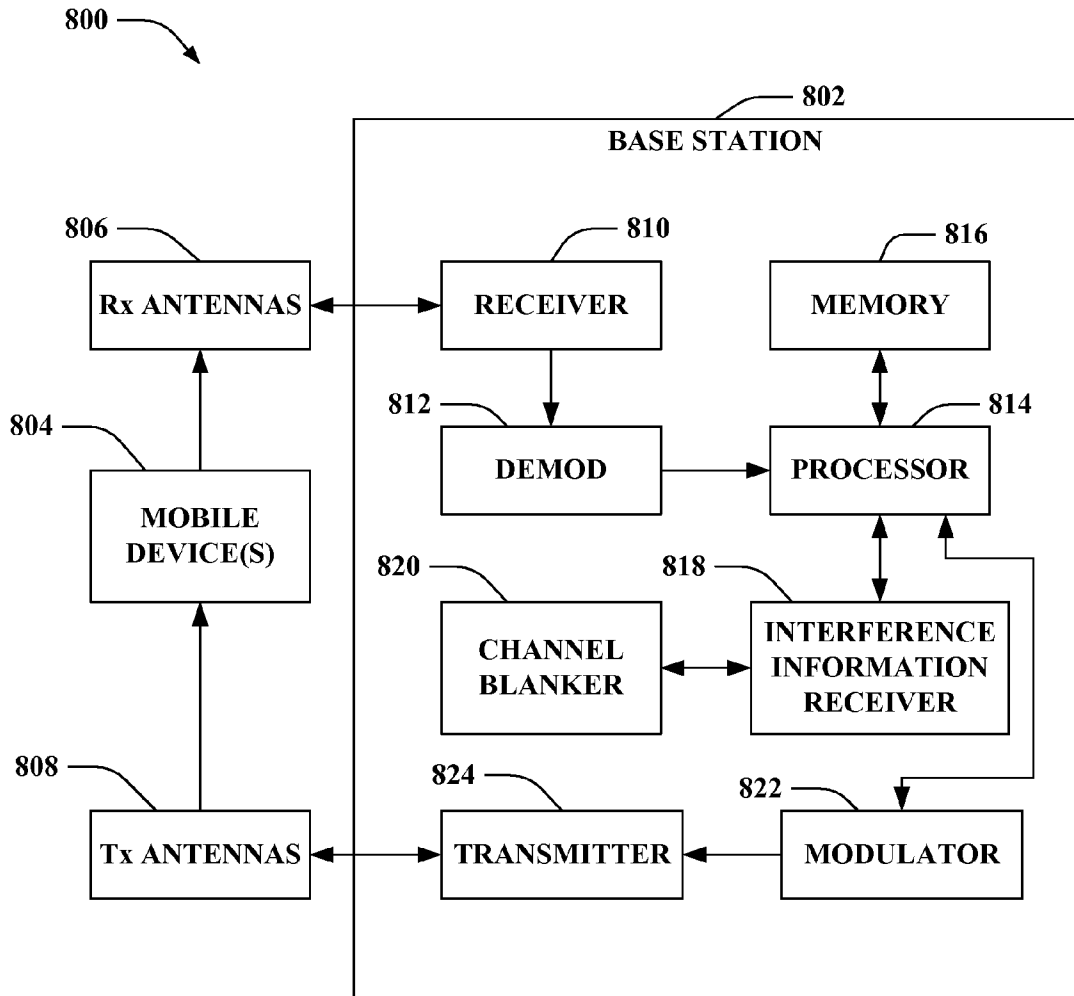 800
802
BASE STATION
806
810
816
Rx ANTENNAS
RECEIVER
MEMORY
804
812
814
MOBILE
DEVICE(S)
DEMOD
PROCESSOR
820
818
CHANNEL
BLANKER
INTERFERENCE
INFORMATION
RECEIVER
808
824
822
Tx ANTENNAS
TRANSMITTER
MODULATOR